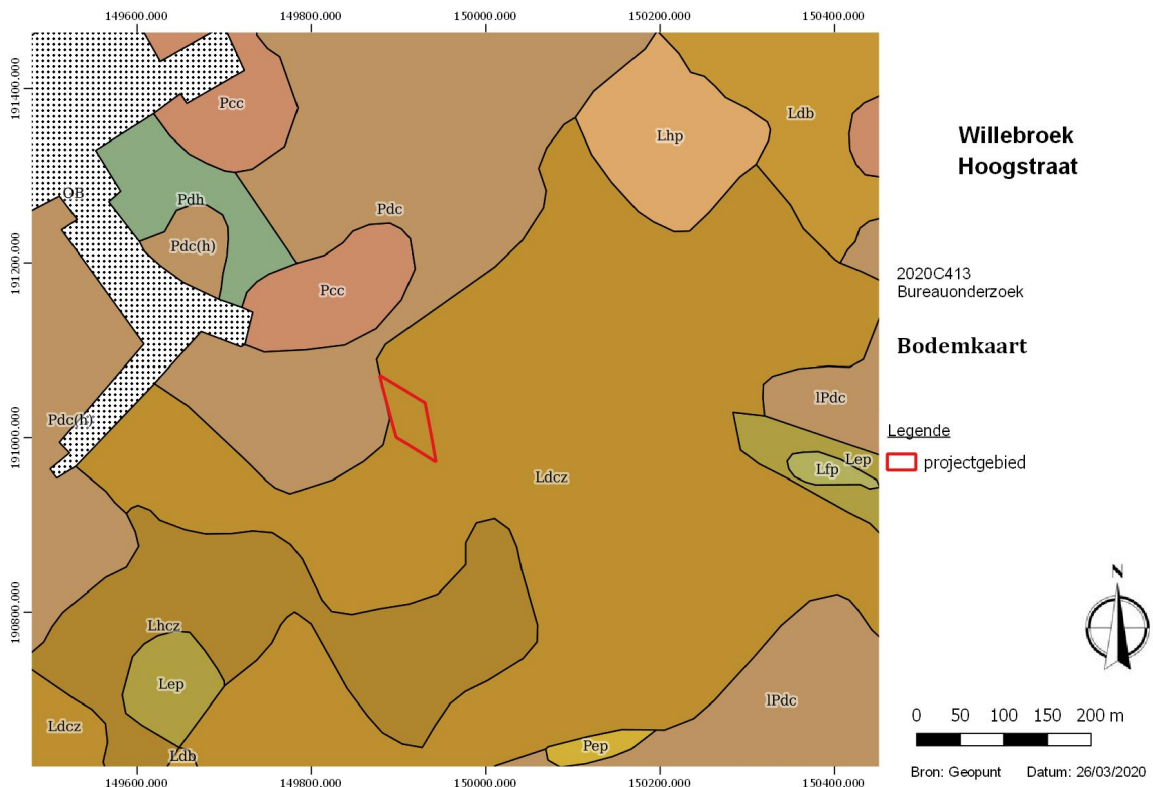 149600.000 149800.000 150000.000 150200.000 150400.000
191400.000
191200.000
191000.000
190800.000
Pcc
Lhp
Ldb
OB
Pdh
Pdc
Pdc(h)
Pcc
Pdc(h)
lPdc
Lep
Lfp
Ldcz
Lhcz
Lep
Ldcz
Ldb
lPdc
Pep
149600.000 149800.000 150000.000 150200.000 150400.000
Willebroek
Hoogstraat
2020C413
Bureauonderzoek
Bodemkaart
Legende
projectgebied
N
0 50 100 150 200 m
Bron: Geopunt Datum: 26/03/2020